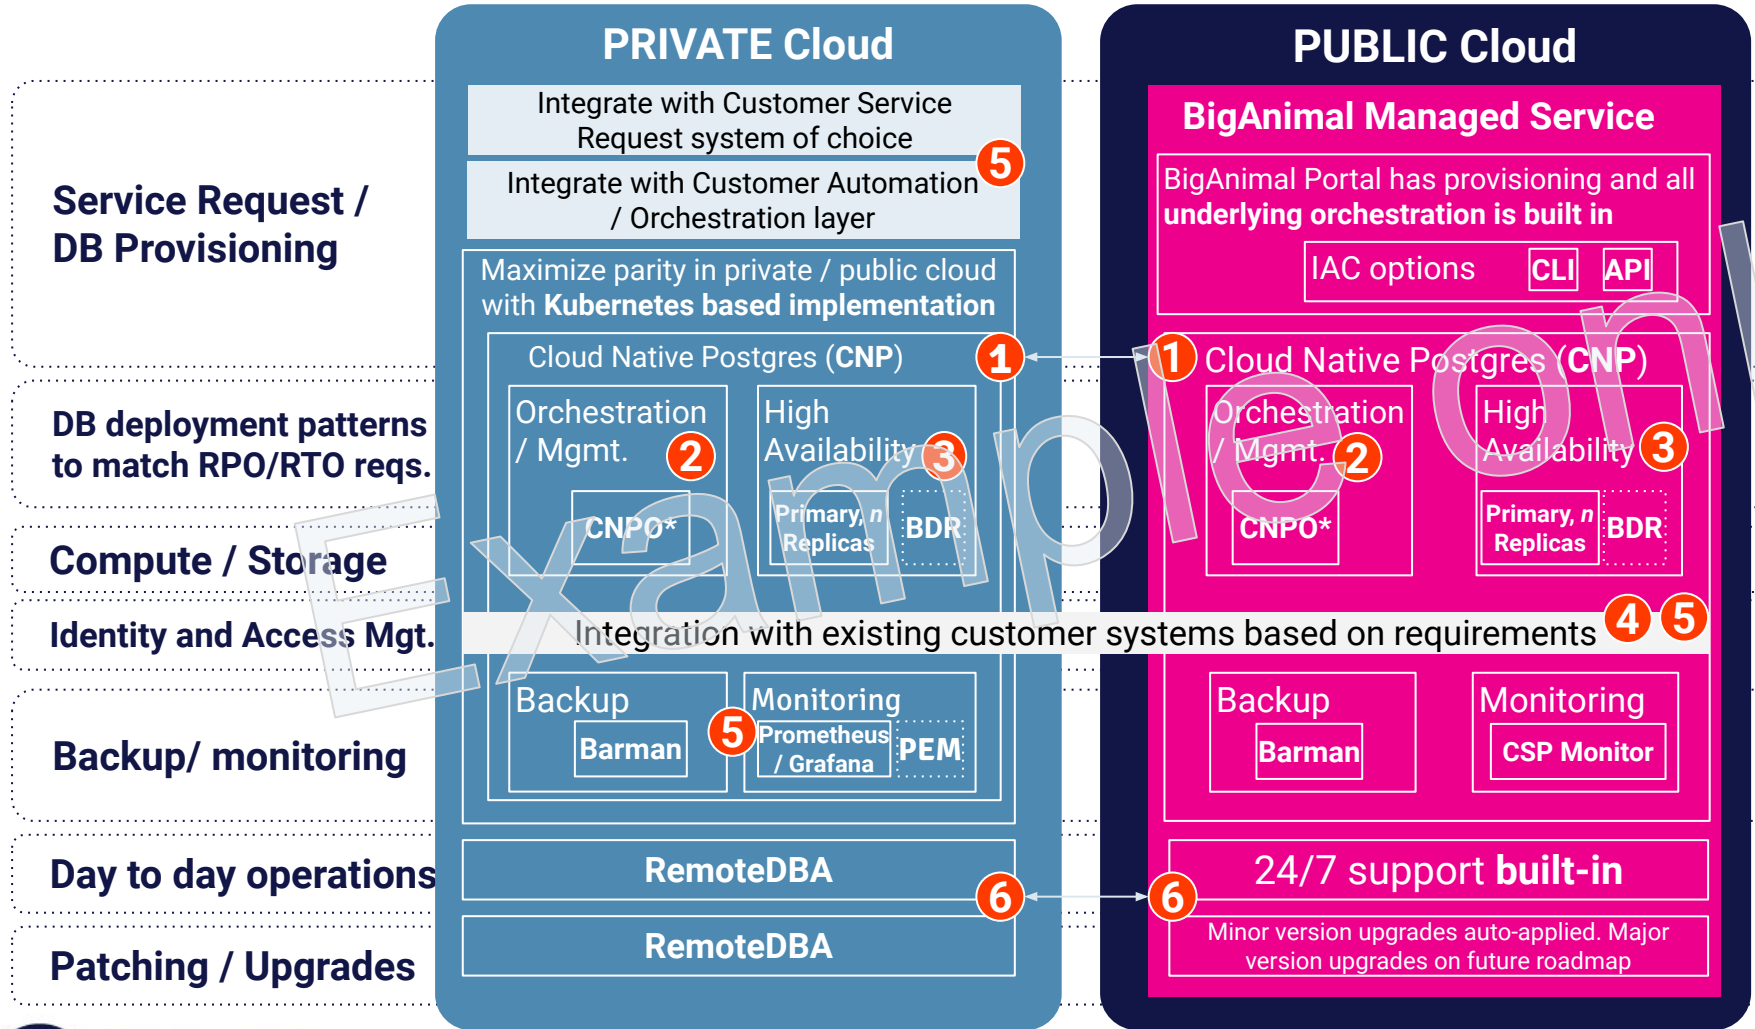 PRIVATE Cloud
PUBLIC Cloud
Service Request /
DB Provisioning
DB deployment patterns
to match RPO/RTO reqs.
Compute / Storage
Identity and Access Mgt.
Backup/ monitoring
Day to day operations
Patching / Upgrades
Integrate with Customer Service
Request system of choice
5
Integrate with Customer Automation
/ Orchestration layer
Maximize parity in private / public cloud
with Kubernetes based implementation
Cloud Native Postgres (CNP)
1
Orchestration
/ Mgmt.
2
CNPO*
High
Availability
3
Primary, n
Replicas
BDR
Integration with existing customer systems based on requirements
4
5
Backup
Barman
5
Monitoring
Prometheus
/ Grafana
PEM
RemoteDBA
6
RemoteDBA
BigAnimal Managed Service
BigAnimal Portal has provisioning and all
underlying orchestration is built in
IAC options
CLI
API
1
Cloud Native Postgres (CNP)
Orchestration
/ Mgmt.
2
CNPO*
High
Availability
3
Primary, n
Replicas
BDR
Backup
Barman
Monitoring
CSP Monitor
24/7 support built-in
6
Minor version upgrades auto-applied. Major
version upgrades on future roadmap
Example on